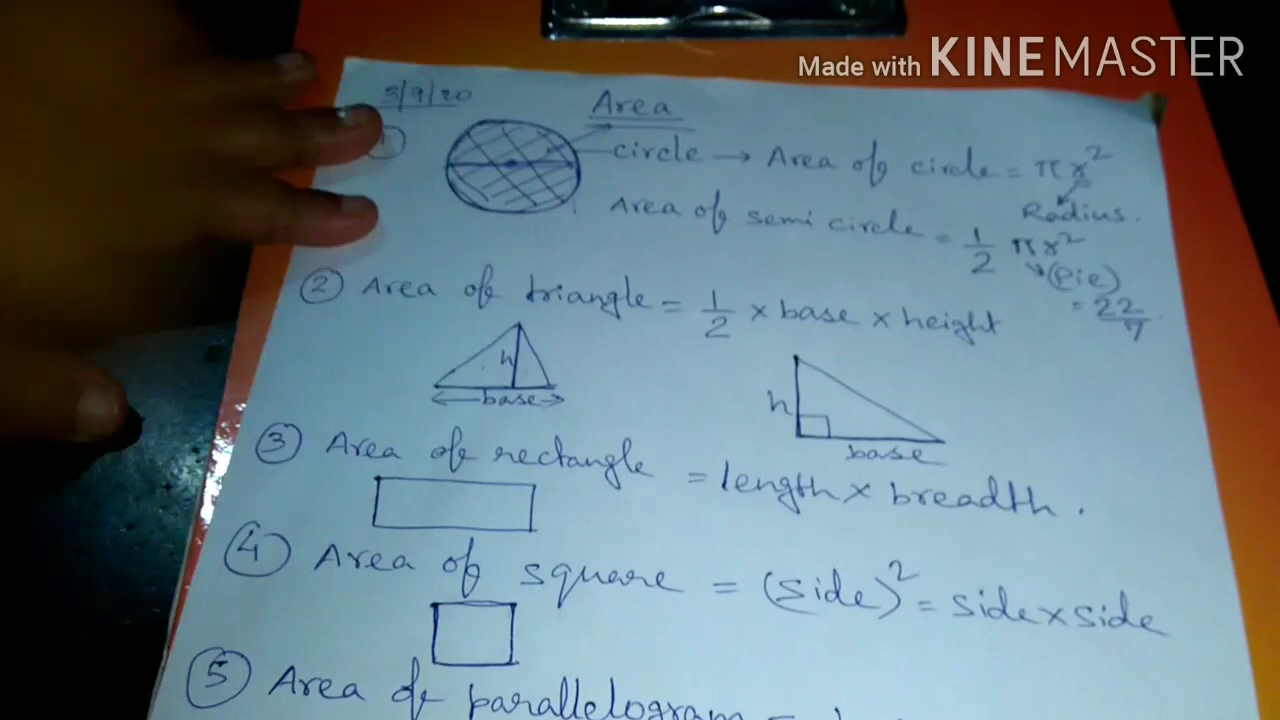 Made with KINEMASTER
3/9/20
Area
① circle → Area of circle = πr²
Radius.
Area of semi circle = 1/2 πr²
(Pie)
= 22/7
② Area of triangle = 1/2 × base × height
h
base
h
base
③ Area of rectangle = length × breadth.
④ Area of square = (side)² = side × side
⑤ Area of parallelogram =